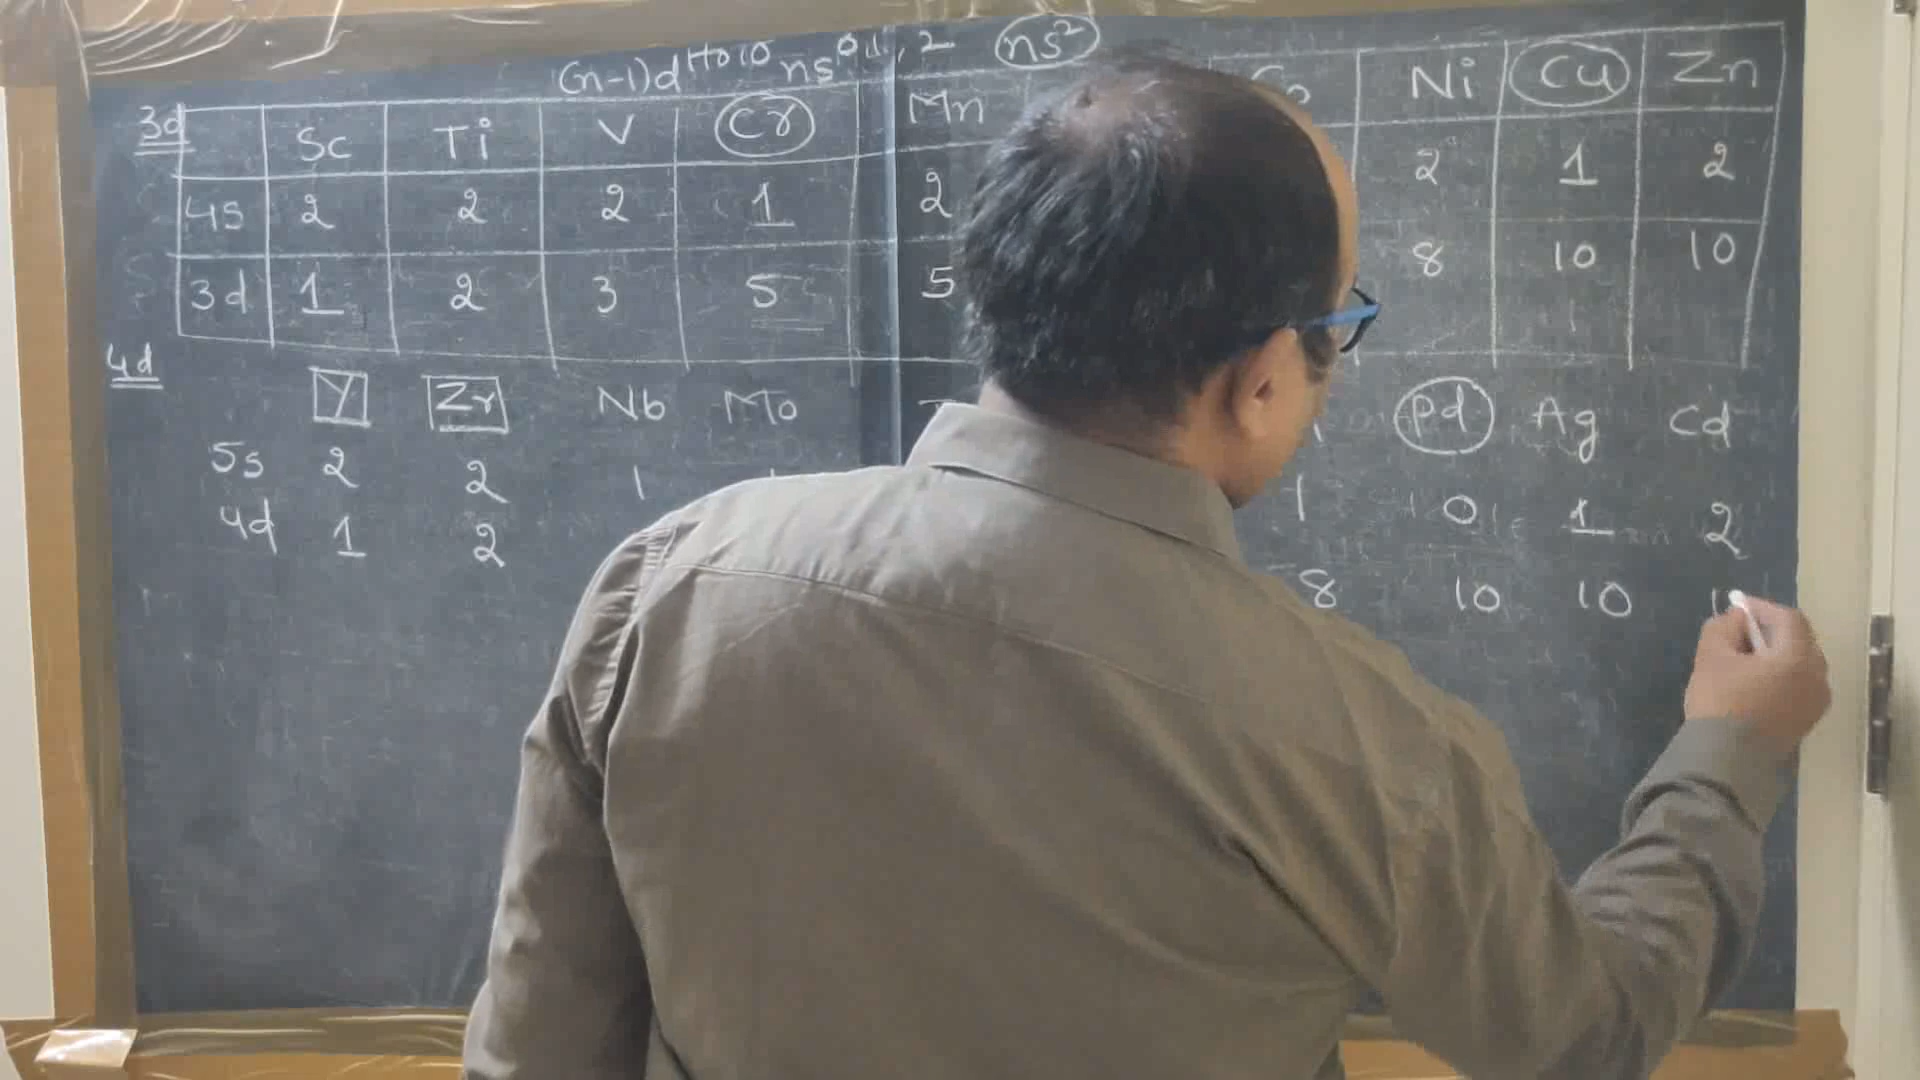 (n-1)d¹ᵗᵒ¹⁰ ns⁰,¹,² ns²
3d Sc Ti V Cr Mn Ni Cu Zn
4s 2 2 2 1 2 2 1 2
3d 1 2 3 5 5 8 10 10
4d Y Zr Nb Mo pd Ag Cd
5s 2 2 1 1 0 1 2
4d 1 2 8 10 10